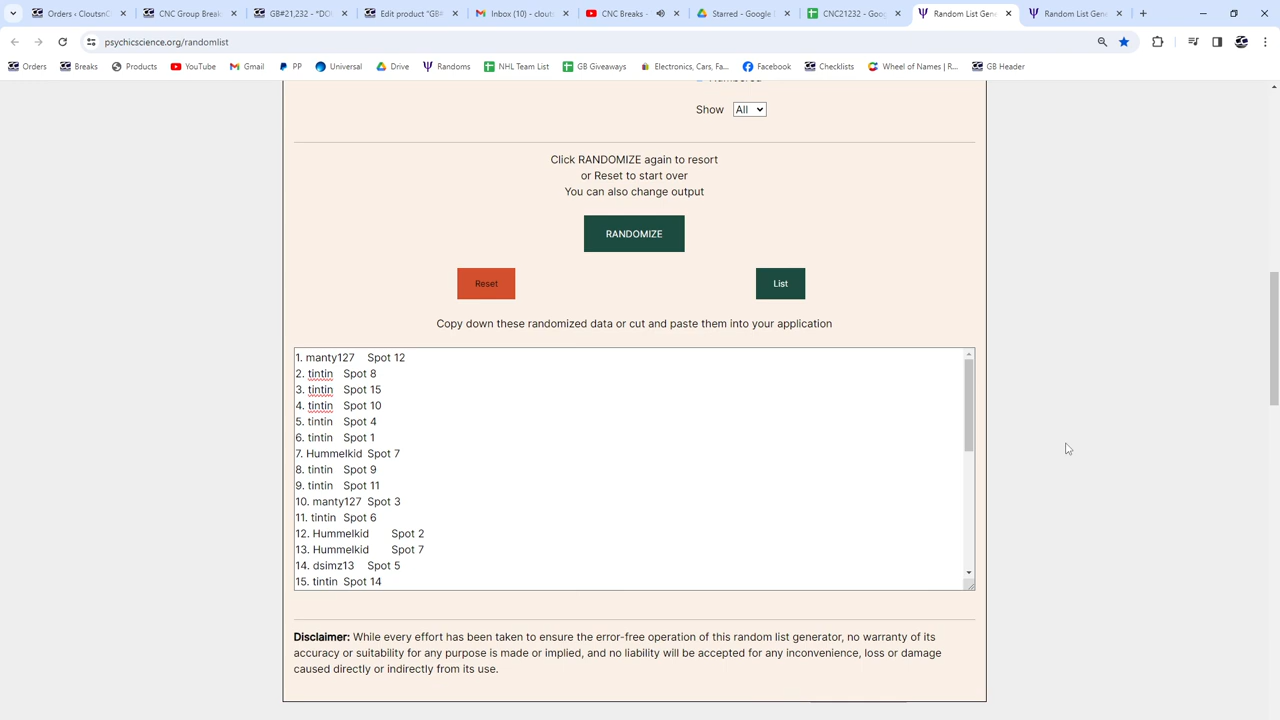 Orders · CloutsnC
CNC Group Break
GB#21,232 - "Di
Edit product "GE
Inbox (10) - clouts
CNC Breaks -
Starred - Google
CNC21232 - Goog
Random List Gene
Random List Gene
psychicscience.org/randomlist
Orders
Breaks
Products
YouTube
Gmail
PP
Universal
Drive
Randoms
NHL Team List
GB Giveaways
Electronics, Cars, Fa...
Facebook
Checklists
Wheel of Names | R...
GB Header
Numbered
Show All
Click RANDOMIZE again to resort
or Reset to start over
You can also change output
RANDOMIZE
Reset
List
Copy down these randomized data or cut and paste them into your application
1. manty127 Spot 12
2. tintin Spot 8
3. tintin Spot 15
4. tintin Spot 10
5. tintin Spot 4
6. tintin Spot 1
7. Hummelkid Spot 7
8. tintin Spot 9
9. tintin Spot 11
10. manty127 Spot 3
11. tintin Spot 6
12. Hummelkid Spot 2
13. Hummelkid Spot 7
14. dsimz13 Spot 5
15. tintin Spot 14
Disclaimer: While every effort has been taken to ensure the error-free operation of this random list generator, no warranty of its
accuracy or suitability for any purpose is made or implied, and no liability will be accepted for any inconvenience, loss or damage
caused directly or indirectly from its use.